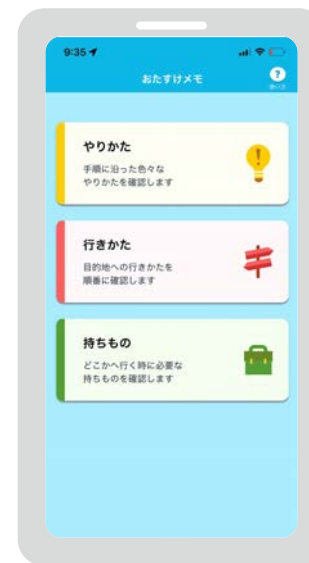 9:35
おたすけメモ
?
使い方
やりかた
手順に沿った色々な
やりかたを確認します
!
行きかた
目的地への行きかたを
順番に確認します
持ちもの
どこかへ行く時に必要な
持ちものを確認します